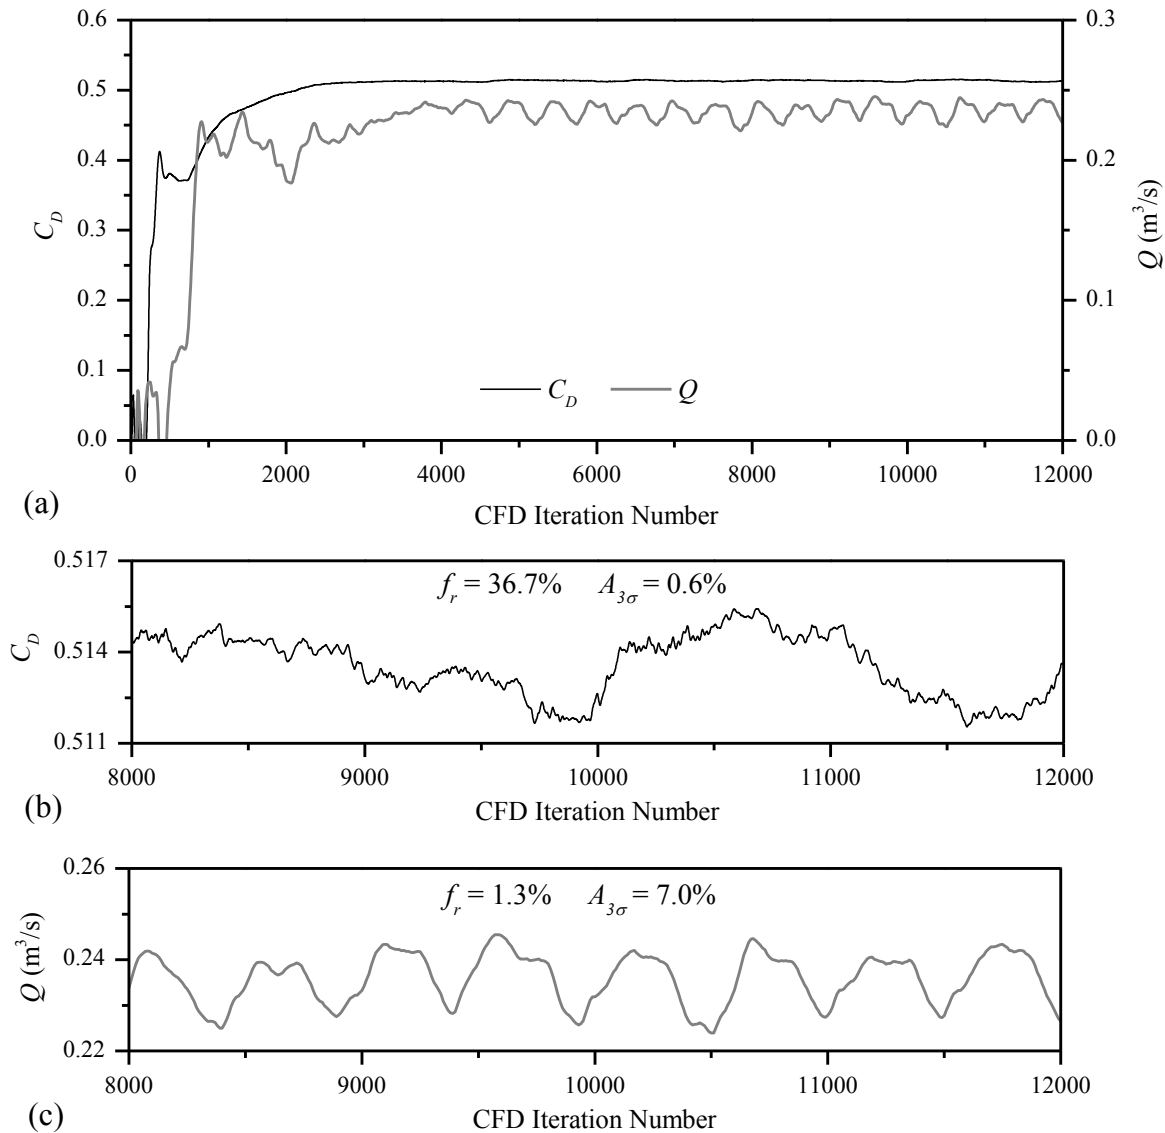 0.6
0.5
0.4
0.3
0.2
0.1
0.0
C_D
0.3
0.2
0.1
0.0
Q (m³/s)
C_D Q
0 2000 4000 6000 8000 10000 12000
CFD Iteration Number
(a)
0.517
0.514
0.511
C_D
f_r = 36.7% A_3σ = 0.6%
8000 9000 10000 11000 12000
CFD Iteration Number
(b)
0.26
0.24
0.22
Q (m³/s)
f_r = 1.3% A_3σ = 7.0%
8000 9000 10000 11000 12000
CFD Iteration Number
(c)